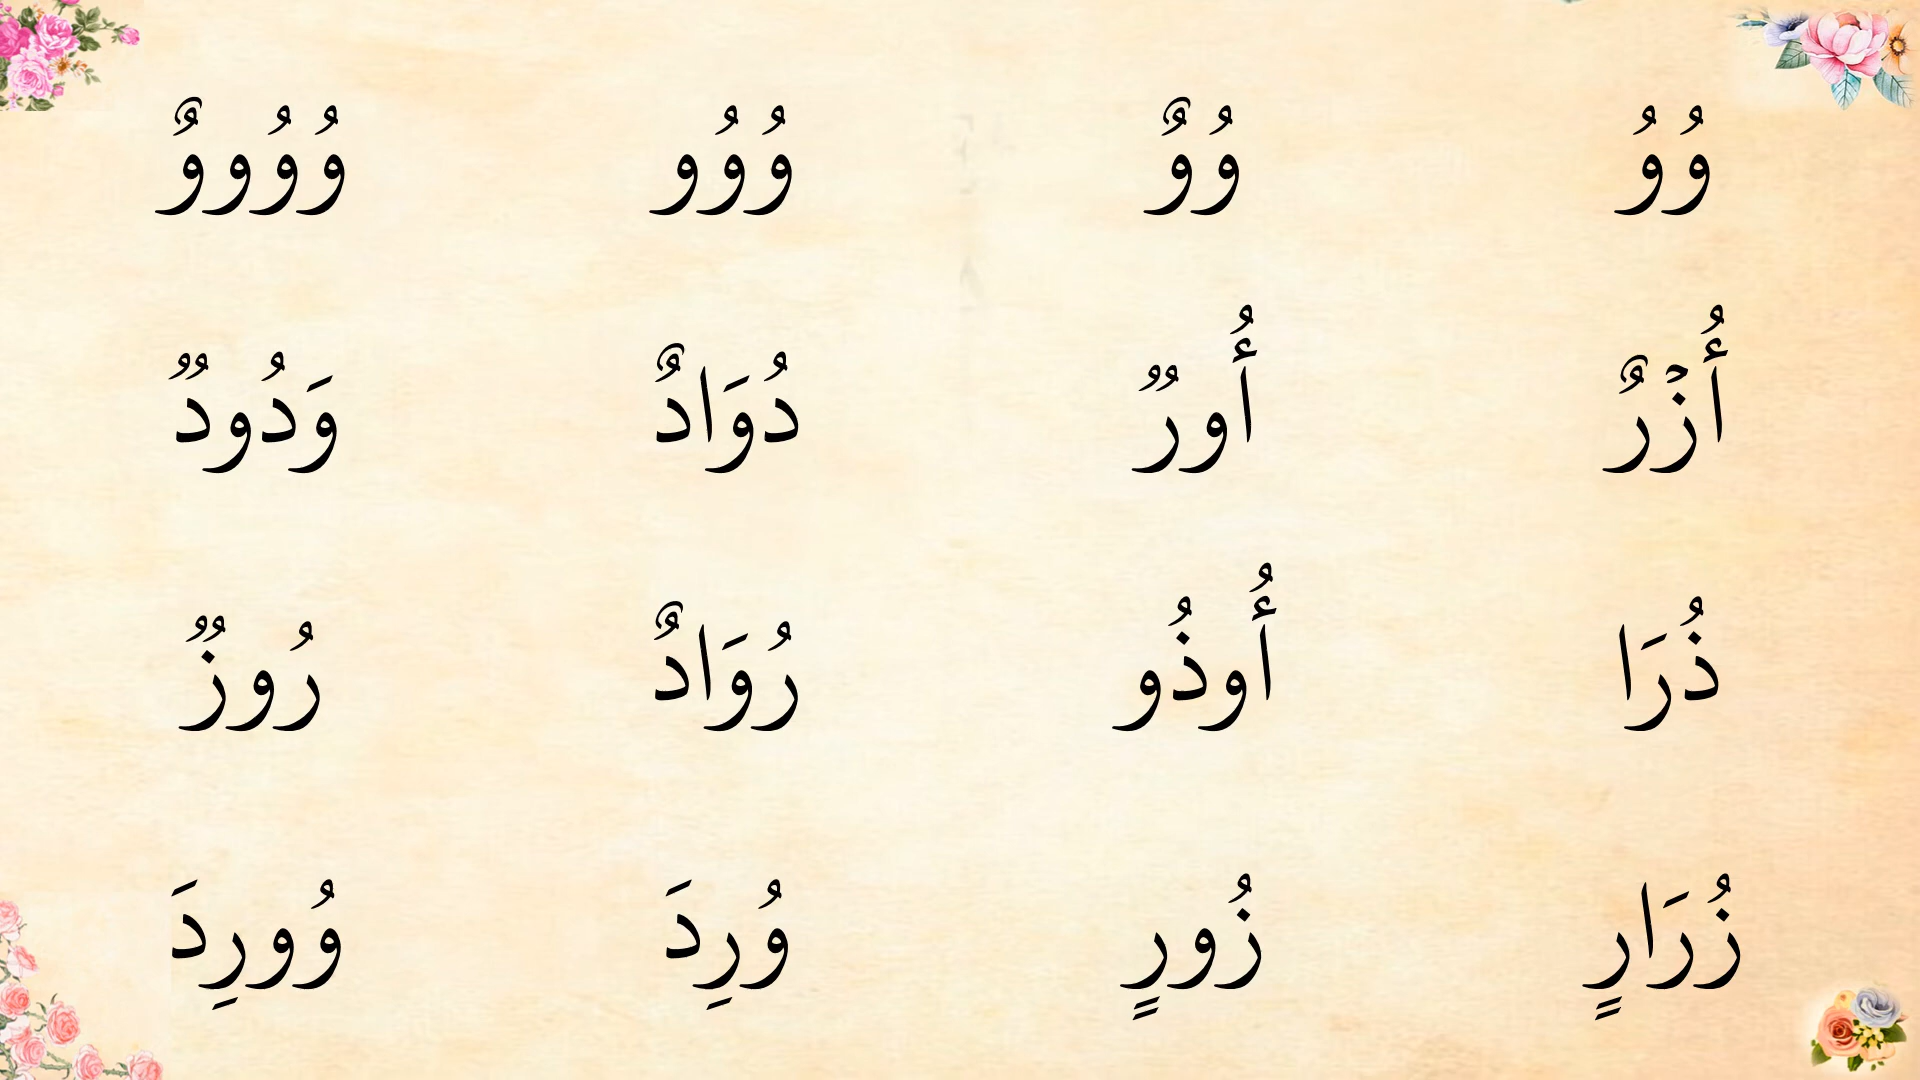 وُوُ وُوٌ وُوُو وُوُووٌ
أُزۡرٌ أُورࣱ دُوَادٌ وَدُودࣱ
ذُرَا أُوذُو رُوَادٌ رُوزࣱ
زُرَارٍ زُورٍ وُرِدَ وُورِدَ